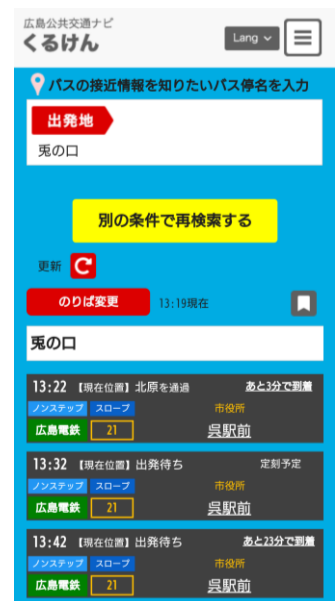 広島公共交通ナビ
くるけん
Lang
バスの接近情報を知りたいバス停名を入力
出発地
兎の口
別の条件で再検索する
更新
のりば変更 13:19現在
兎の口
13:22 【現在位置】北原を通過 あと3分で到着
ノンステップ スロープ 市役所
広島電鉄 21 呉駅前
13:32 【現在位置】出発待ち 定刻予定
ノンステップ スロープ 市役所
広島電鉄 21 呉駅前
13:42 【現在位置】出発待ち あと23分で到着
ノンステップ スロープ 市役所
広島電鉄 21 呉駅前